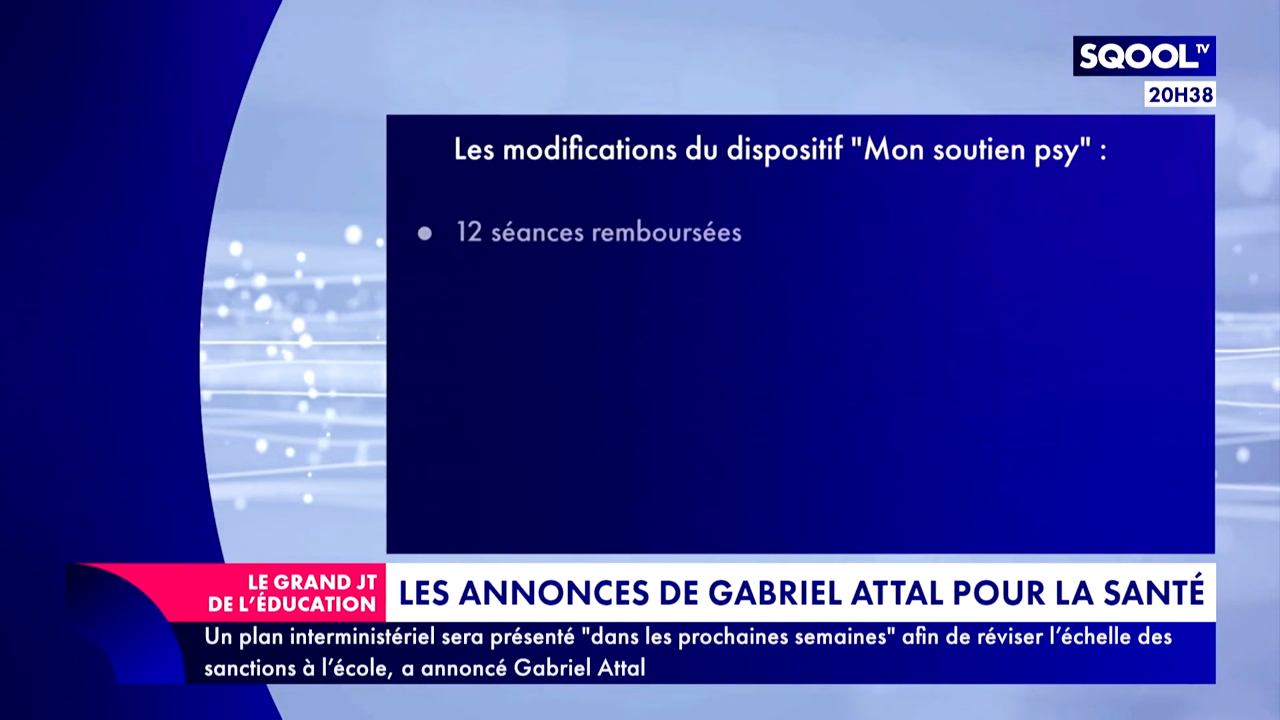 SQOOL TV
20H38
Les modifications du dispositif "Mon soutien psy" :
● 12 séances remboursées
LE GRAND JT
DE L'ÉDUCATION
LES ANNONCES DE GABRIEL ATTAL POUR LA SANTÉ
Un plan interministériel sera présenté "dans les prochaines semaines" afin de réviser l'échelle des
sanctions à l'école, a annoncé Gabriel Attal